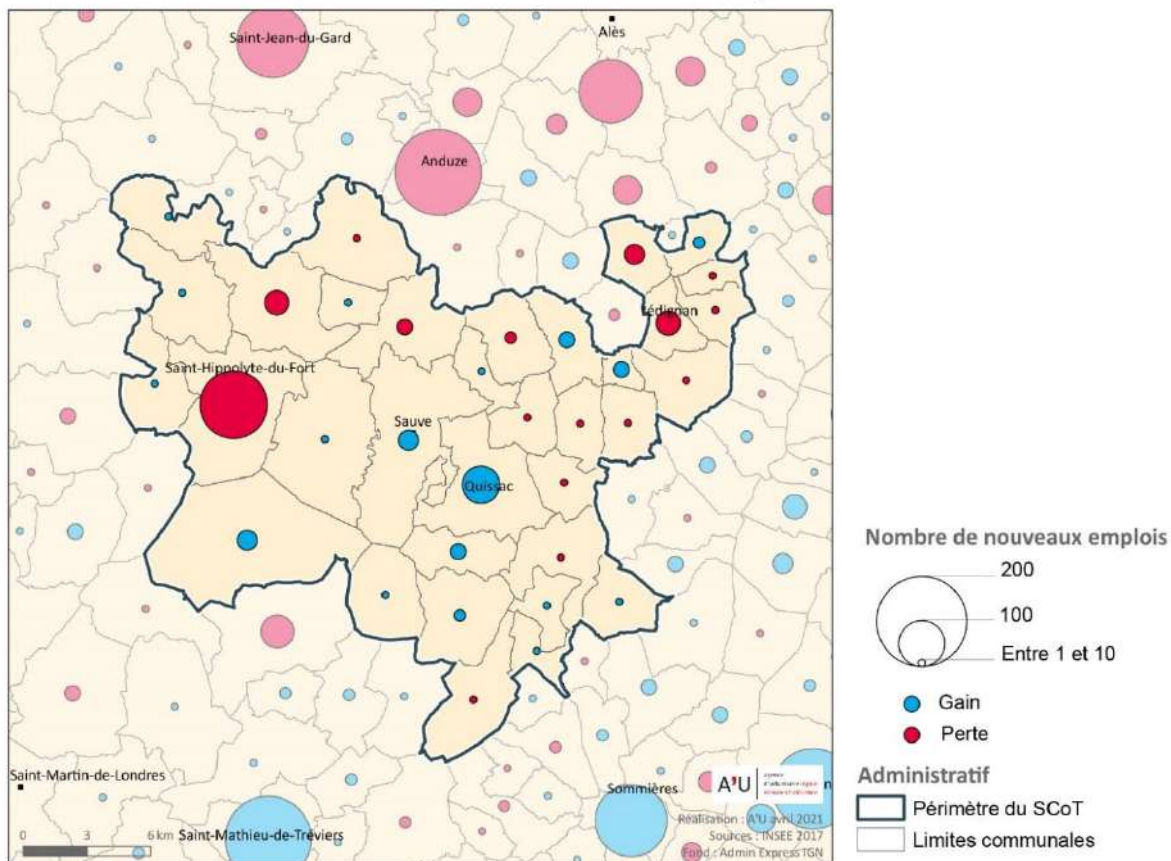 Saint-Jean-du-Gard
Alès
Anduze
Lédignan
Saint-Hippolyte-du-Fort
Sauve
Quissac
Saint-Martin-de-Londres
Saint-Mathieu-de-Tréviers
Sommières
0 3 6 km
A'U
Réalisation : A'U avril 2021
Sources : INSEE 2017
Fond : Admin Express IGN
Nombre de nouveaux emplois
200
100
Entre 1 et 10
Gain
Perte
Administratif
Périmètre du SCoT
Limites communales